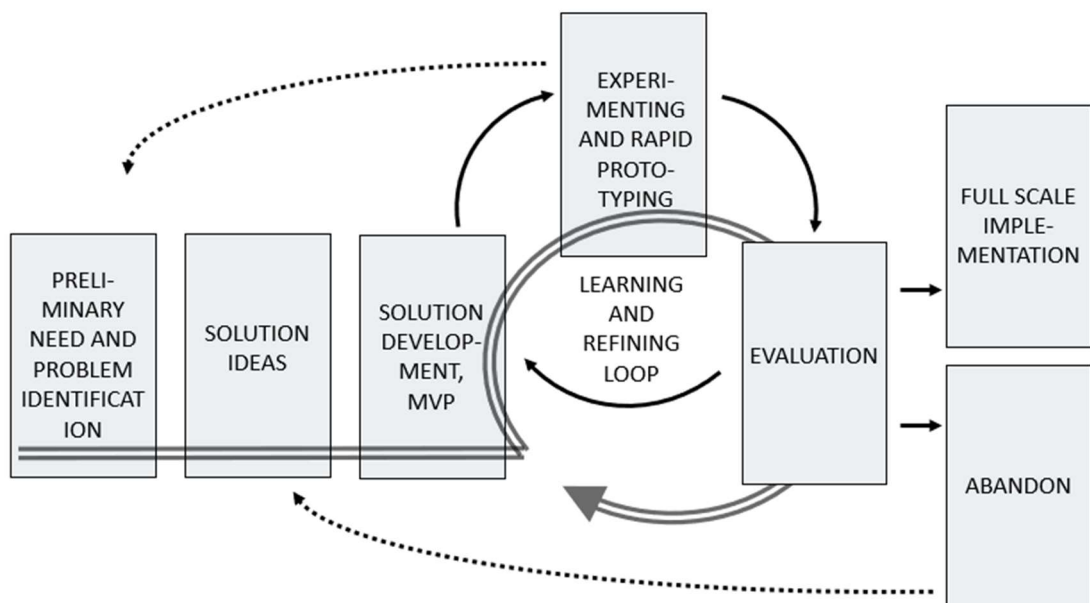 PRELI-
MINARY
NEED AND
PROBLEM
IDENTIFICAT
ION
SOLUTION
IDEAS
SOLUTION
DEVELOP-
MENT,
MVP
EXPERI-
MENTING
AND RAPID
PROTO-
TYPING
LEARNING
AND
REFINING
LOOP
EVALUATION
FULL SCALE
IMPLE-
MENTATION
ABANDON